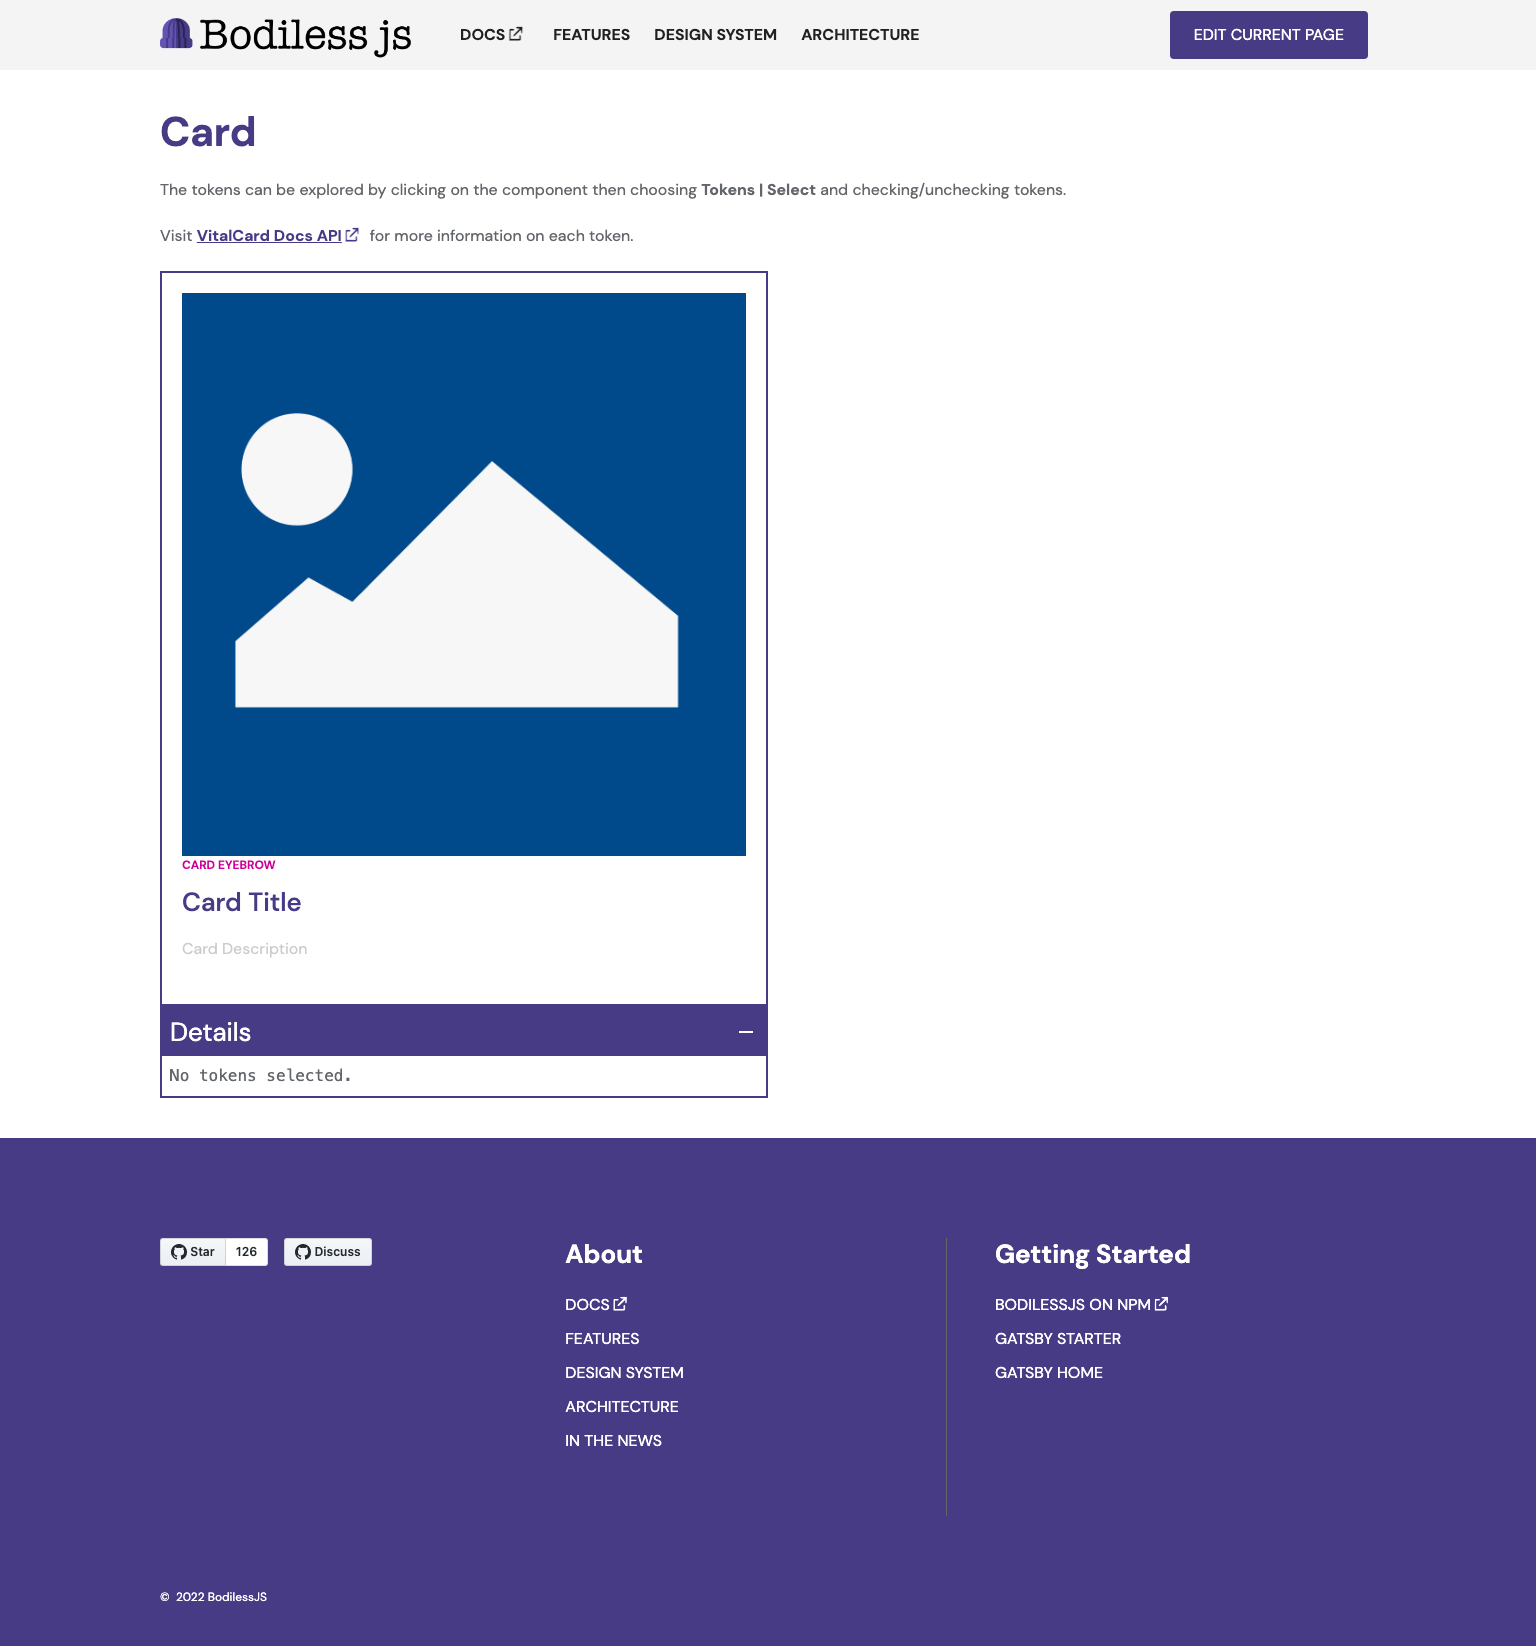 Bodiless js DOCS FEATURES DESIGN SYSTEM ARCHITECTURE EDIT CURRENT PAGE
Card
The tokens can be explored by clicking on the component then choosing Tokens | Select and checking/unchecking tokens.
Visit VitalCard Docs API for more information on each token.
CARD EYEBROW
Card Title
Card Description
Details
No tokens selected.
Star 126 Discuss
About
DOCS
FEATURES
DESIGN SYSTEM
ARCHITECTURE
IN THE NEWS
Getting Started
BODILESSJS ON NPM
GATSBY STARTER
GATSBY HOME
© 2022 BodilessJS